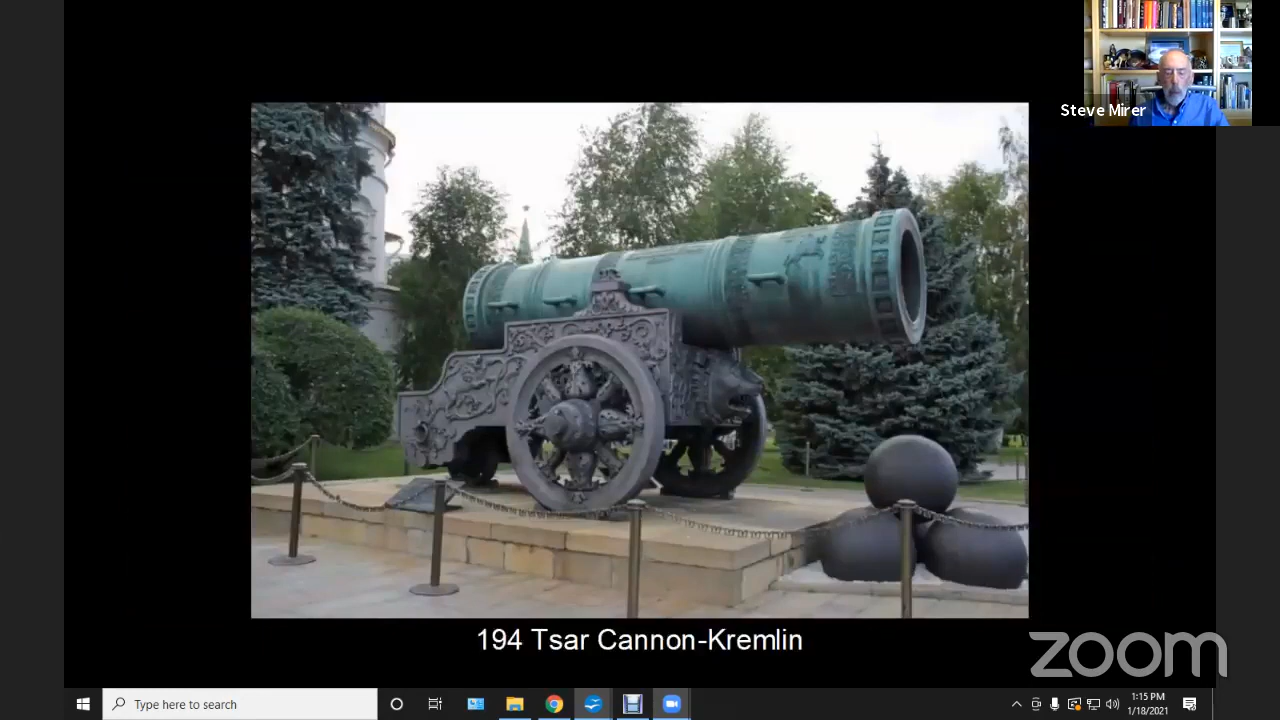 Steve Mirer
194 Tsar Cannon-Kremlin
zoom
Type here to search
1:15 PM
1/18/2021